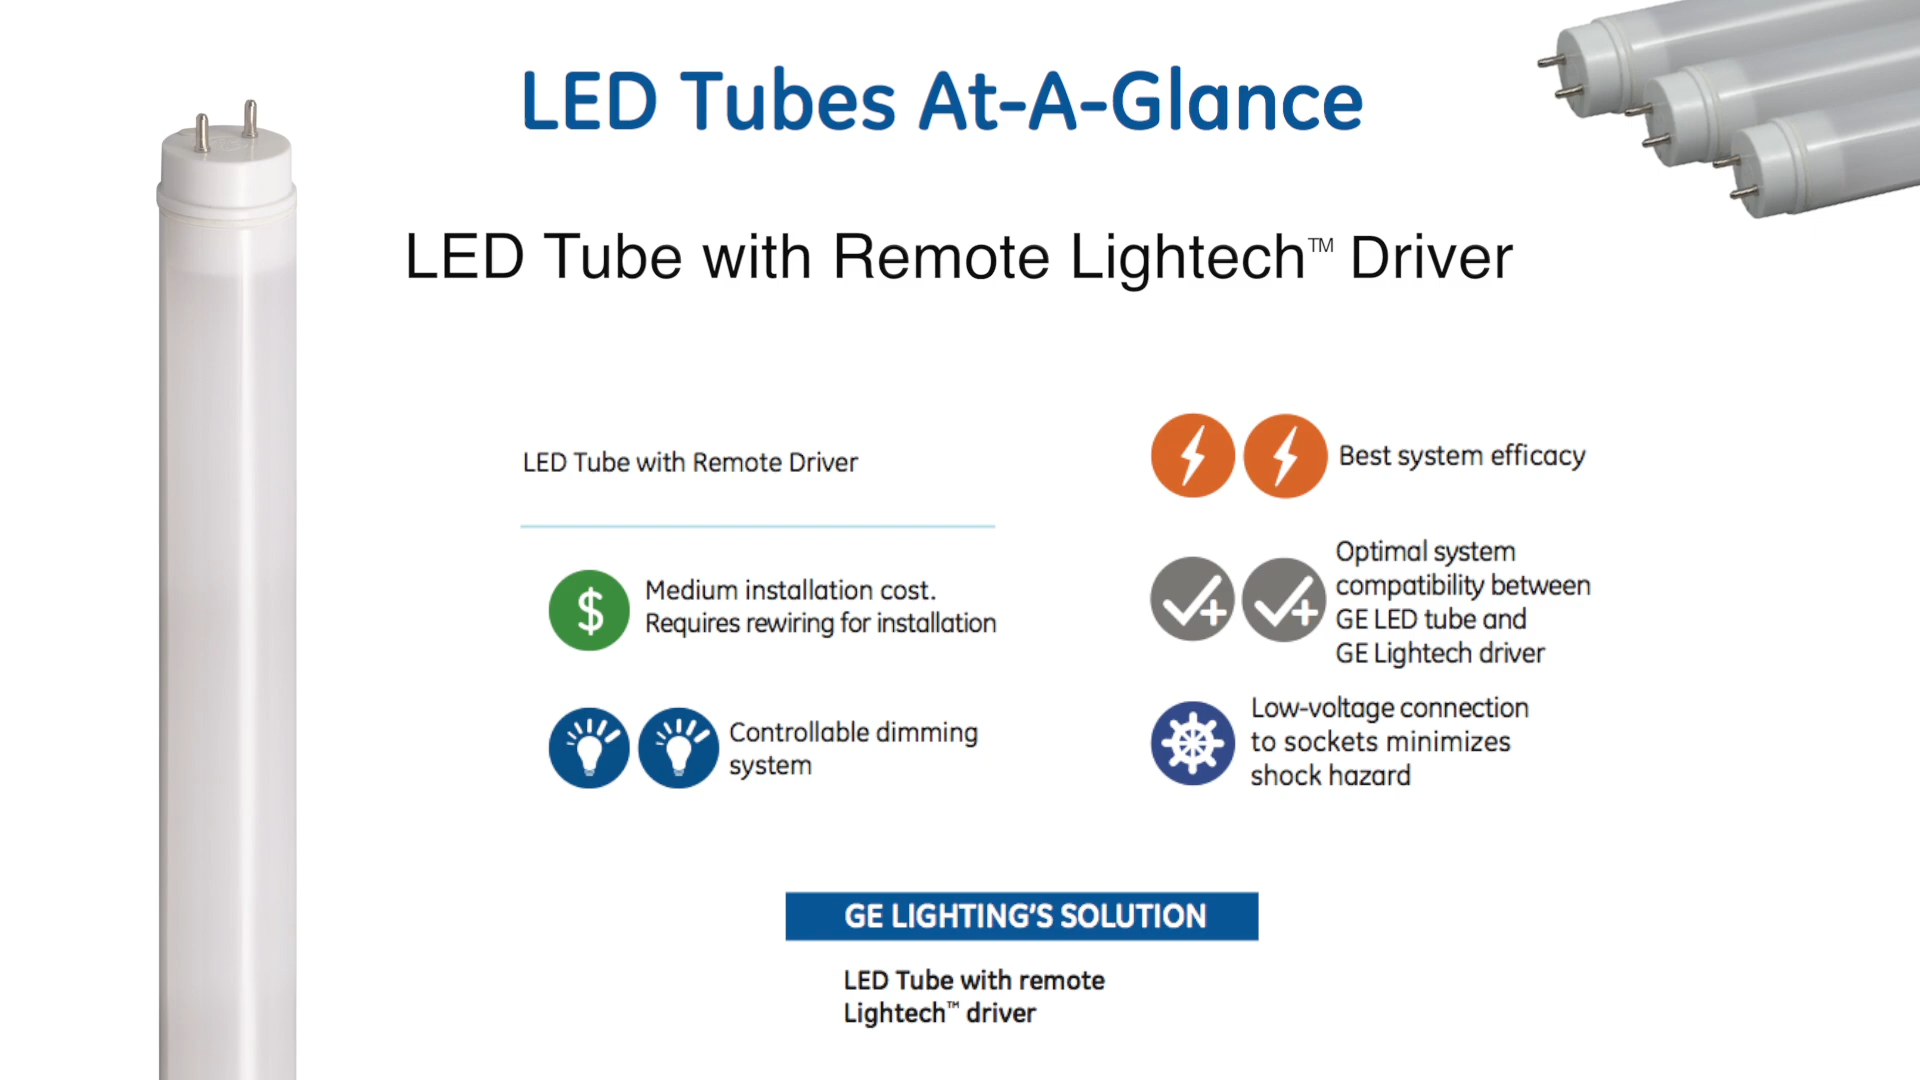 LED Tubes At-A-Glance
LED Tube with Remote Lightech™ Driver
LED Tube with Remote Driver
Medium installation cost.
Requires rewiring for installation
Controllable dimming
system
Best system efficacy
Optimal system
compatibility between
GE LED tube and
GE Lightech driver
Low-voltage connection
to sockets minimizes
shock hazard
GE LIGHTING'S SOLUTION
LED Tube with remote
Lightech™ driver